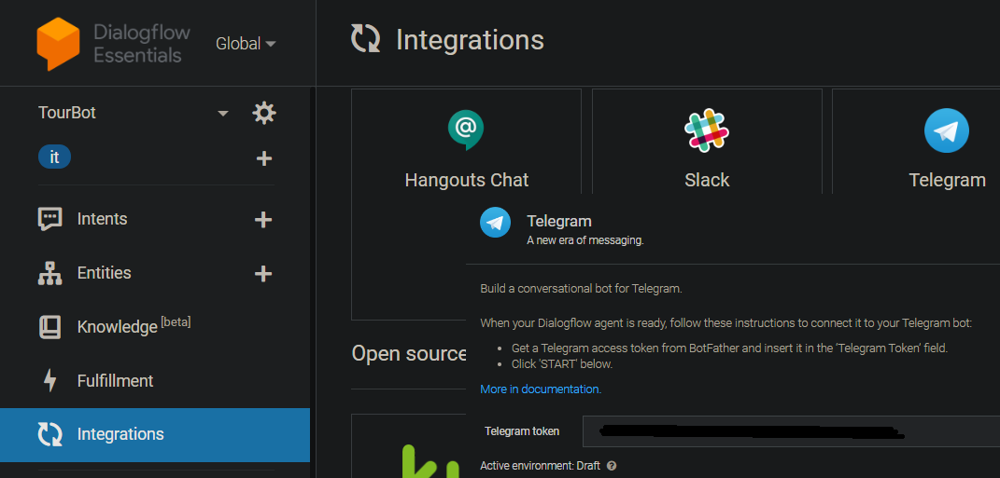 Dialogflow
Essentials
Global
TourBot
it
Intents
Entities
Knowledge [beta]
Fulfillment
Integrations
Integrations
Hangouts Chat
Slack
Telegram
Telegram
A new era of messaging.
Build a conversational bot for Telegram.
When your Dialogflow agent is ready, follow these instructions to connect it to your Telegram bot:
Get a Telegram access token from BotFather and insert it in the 'Telegram Token' field.
Click 'START' below.
More in documentation.
Open source
Telegram token
Active environment: Draft